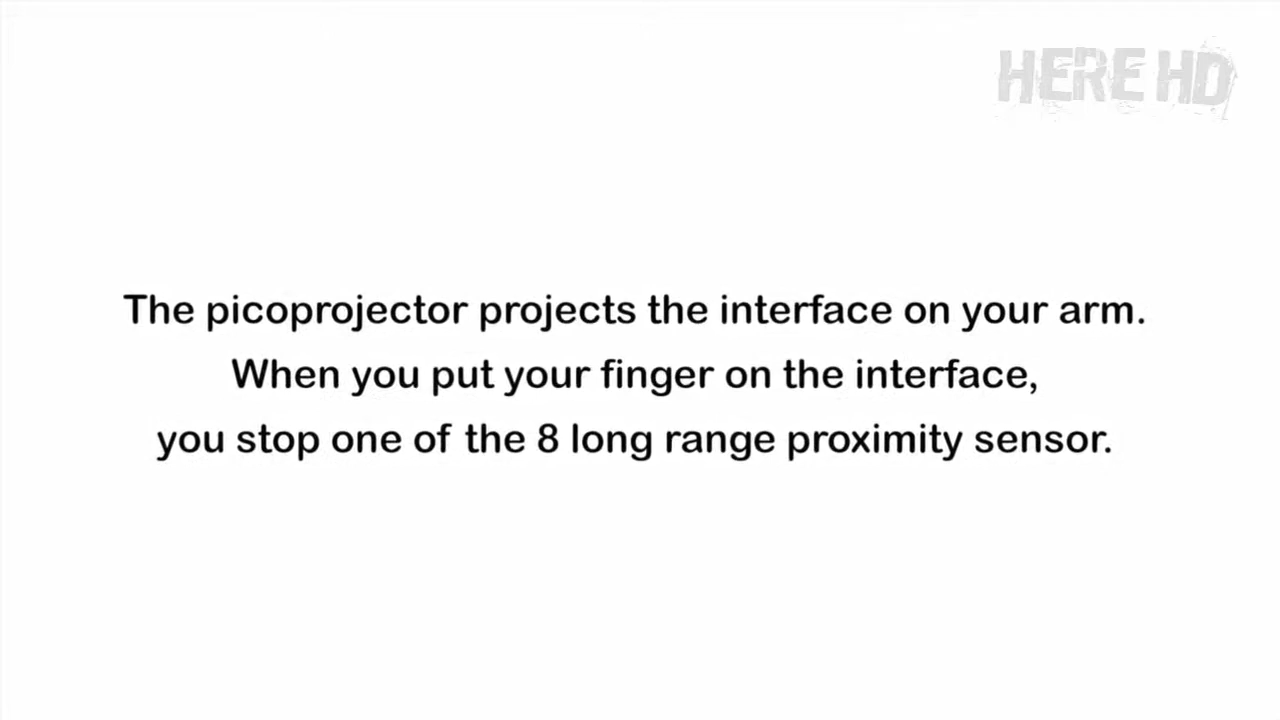 HERE HD
The picoprojector projects the interface on your arm.
When you put your finger on the interface,
you stop one of the 8 long range proximity sensor.